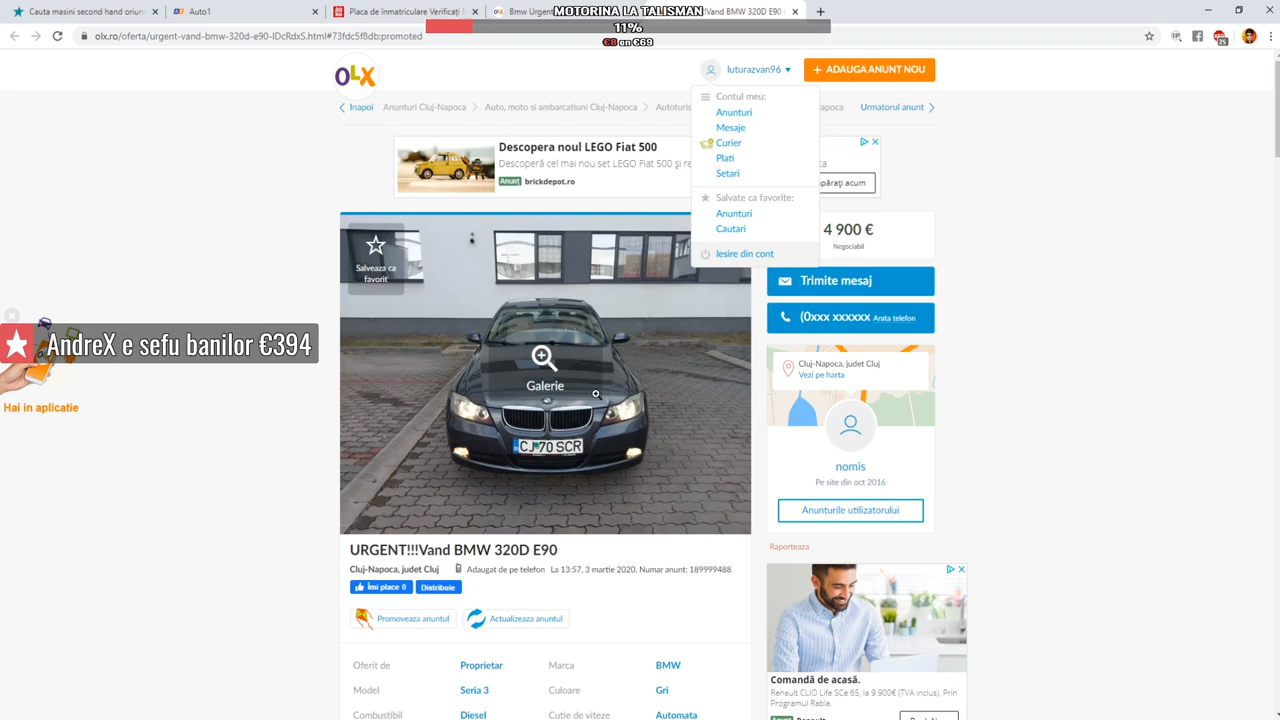 Cauta masini second hand oriun
Auto1
Placa de înmatriculare Verificați
Bmw Urgent
!Vand BMW 320D E90
MOTORINA LA TALISMAN
11%
€8 an €69
olx.ro/oferta/urgent-vand-bmw-320d-e90-IDcRdxS.html#73fdc5f8db;promoted
25
OLX
luturazvan96
+ ADAUGA ANUNT NOU
Inapoi
Anunturi Cluj-Napoca
Auto, moto si ambarcatiuni Cluj-Napoca
Autoturis
apoca
Urmatorul anunt
Contul meu:
Anunturi
Mesaje
Curier
Plati
Setari
Salvate ca favorite:
Anunturi
Cautari
Iesire din cont
Descopera noul LEGO Fiat 500
Descoperă cel mai nou set LEGO Fiat 500 și re
Anunț brickdepot.ro
ta
mpărați acum
Salveaza ca
favorit
4 900 €
Negociabil
Trimite mesaj
(0xxx xxxxxx Arata telefon
AndreX e sefu banilor €394
Hai in aplicatie
Galerie
CJ 70 SCR
Cluj-Napoca, judet Cluj
Vezi pe harta
nomis
Pe site din oct 2016
Anunturile utilizatorului
Raporteaza
URGENT!!!Vand BMW 320D E90
Cluj-Napoca, judet Cluj
Adaugat de pe telefon
La 13:57, 3 martie 2020, Numar anunt: 189999488
Îmi place 0
Distribuie
Promoveaza anuntul
Actualizeaza anuntul
Oferit de
Proprietar
Marca
BMW
Model
Seria 3
Culoare
Gri
Combustibil
Diesel
Cutie de viteze
Automata
Comandă de acasă.
Renault CLIO Life SCe 65, la 9.900€ (TVA inclus). Prin
Programul Rabla.